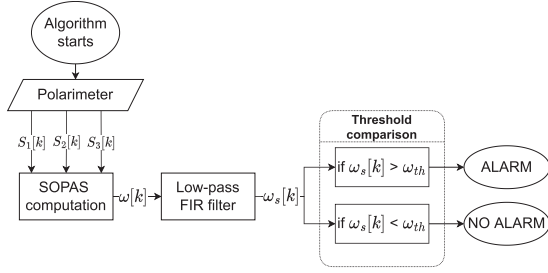 Algorithm
starts
Polarimeter
S₁[k] S₂[k] S₃[k]
SOPAS
computation
ω[k]
Low-pass
FIR filter
ωₛ[k]
Threshold
comparison
if ωₛ[k] > ωₜₕ
ALARM
if ωₛ[k] < ωₜₕ
NO ALARM